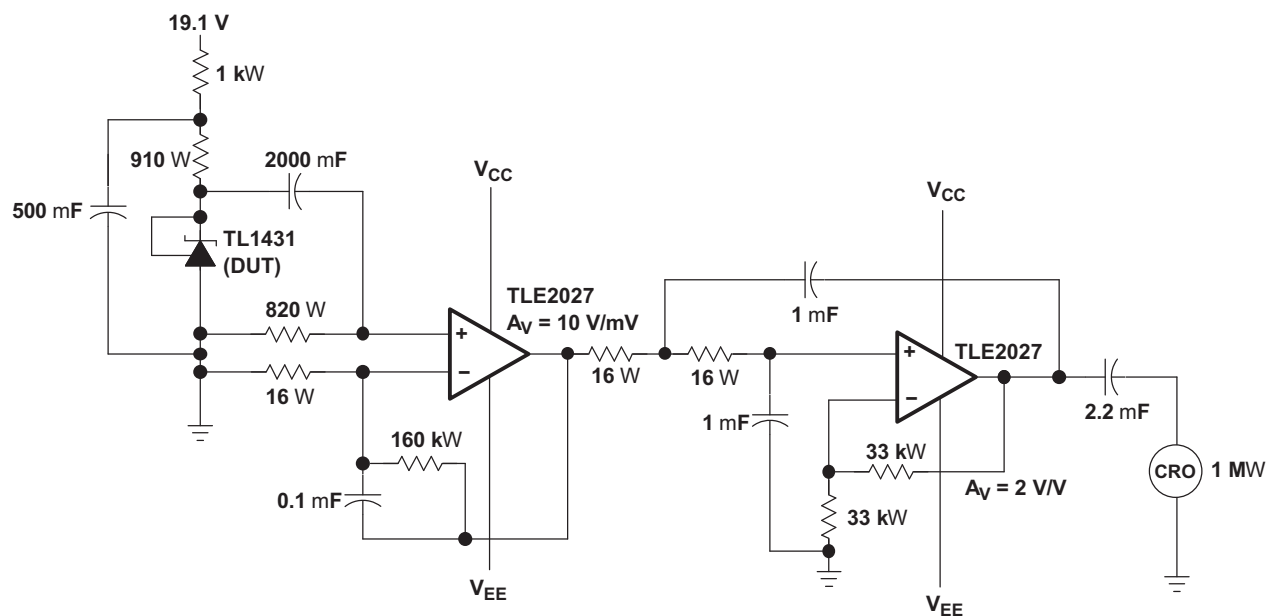 19.1 V
1 kW
910 W
2000 mF
500 mF
TL1431
(DUT)
820 W
16 W
VCC
+
−
TLE2027
AV = 10 V/mV
160 kW
0.1 mF
VEE
16 W
16 W
1 mF
1 mF
VCC
+
−
TLE2027
33 kW
AV = 2 V/V
33 kW
VEE
2.2 mF
CRO
1 MW